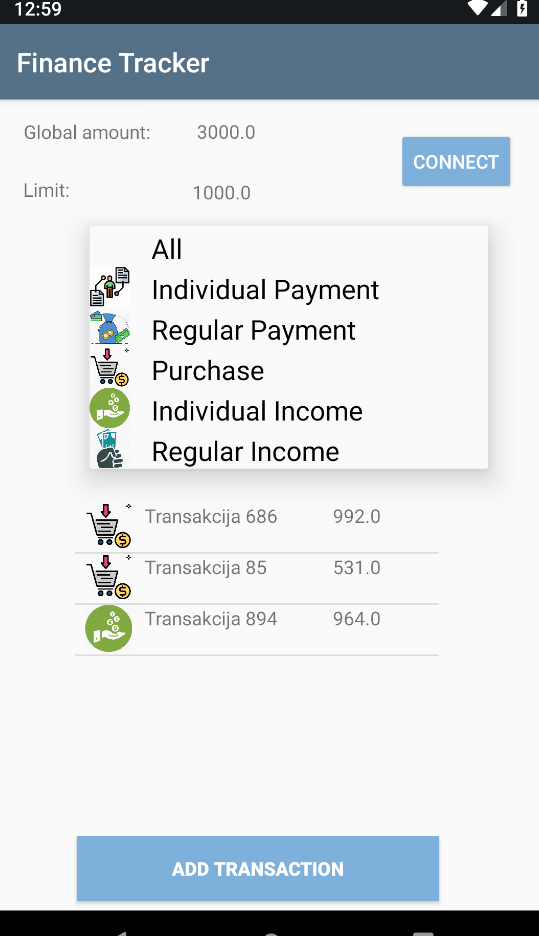 12:59
Finance Tracker
Global amount: 3000.0
CONNECT
Limit: 1000.0
All
Individual Payment
Regular Payment
Purchase
Individual Income
Regular Income
Transakcija 686 992.0
Transakcija 85 531.0
Transakcija 894 964.0
ADD TRANSACTION